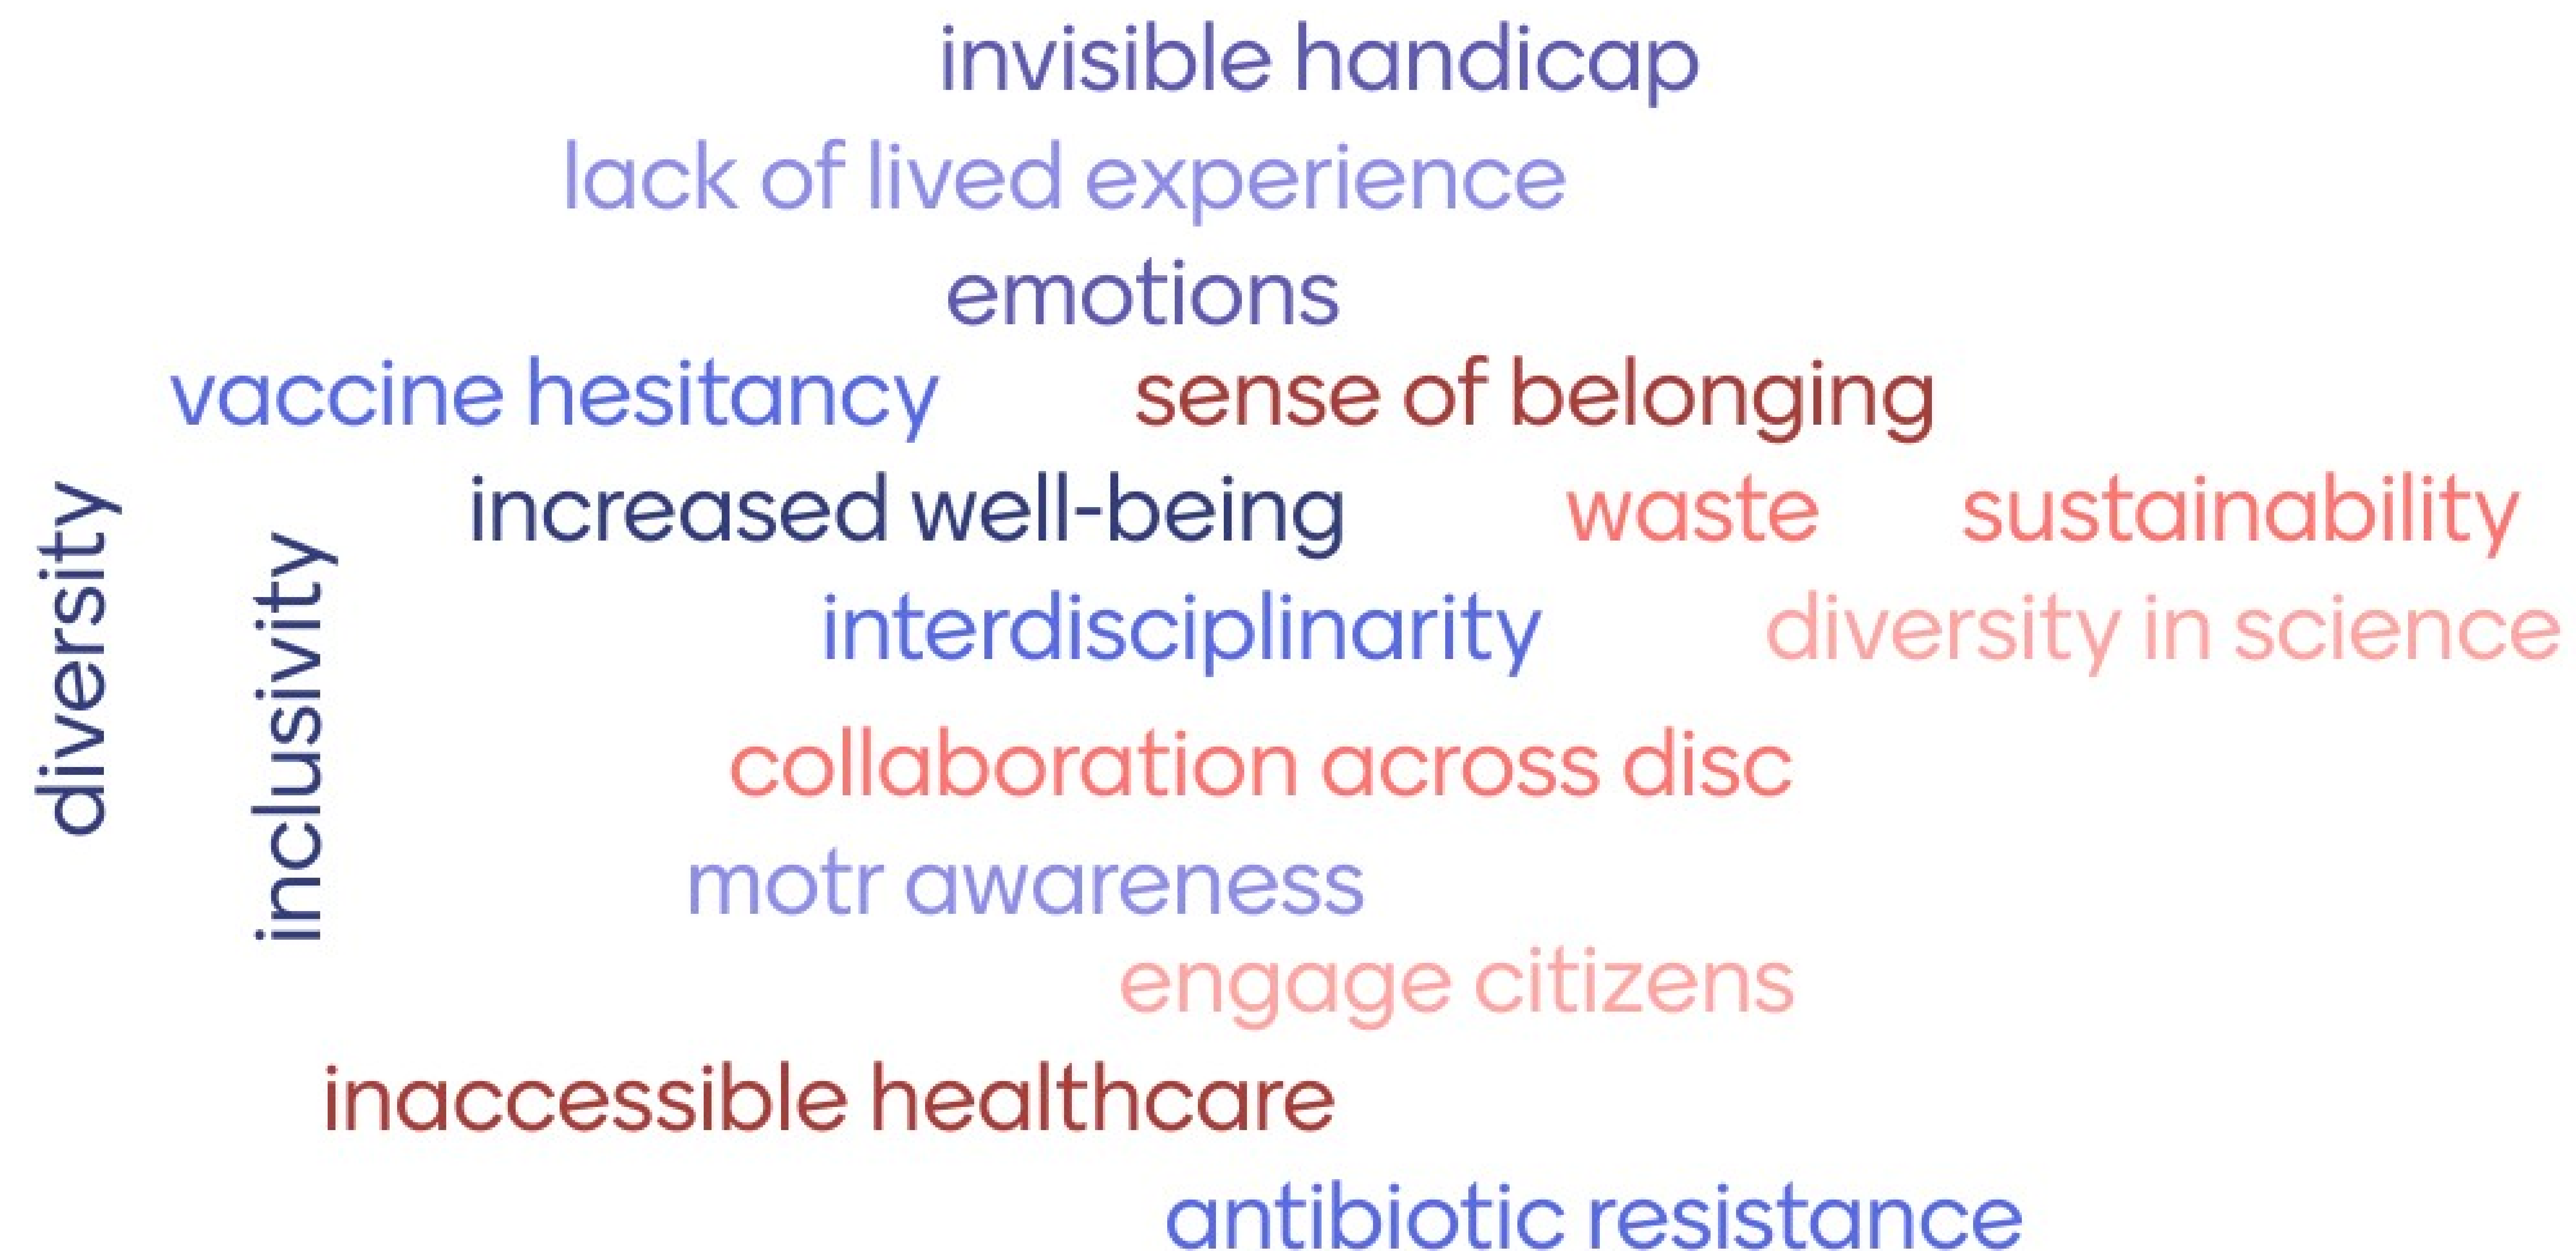 invisible handicap
lack of lived experience
emotions
vaccine hesitancy
sense of belonging
diversity
inclusivity
increased well-being
waste
sustainability
interdisciplinarity
diversity in science
collaboration across disc
motr awareness
engage citizens
inaccessible healthcare
antibiotic resistance